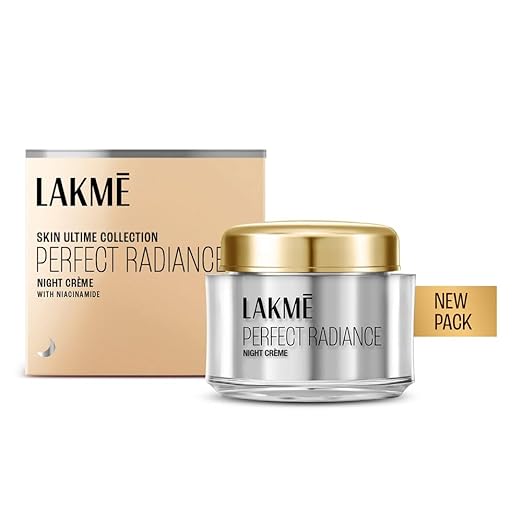 LAKMĒ
SKIN ULTIME COLLECTION
PERFECT RADIANCE
NIGHT CRÈME
WITH NIACINAMIDE
LAKMĒ
PERFECT RADIANCE
NIGHT CRÈME
NEW
PACK